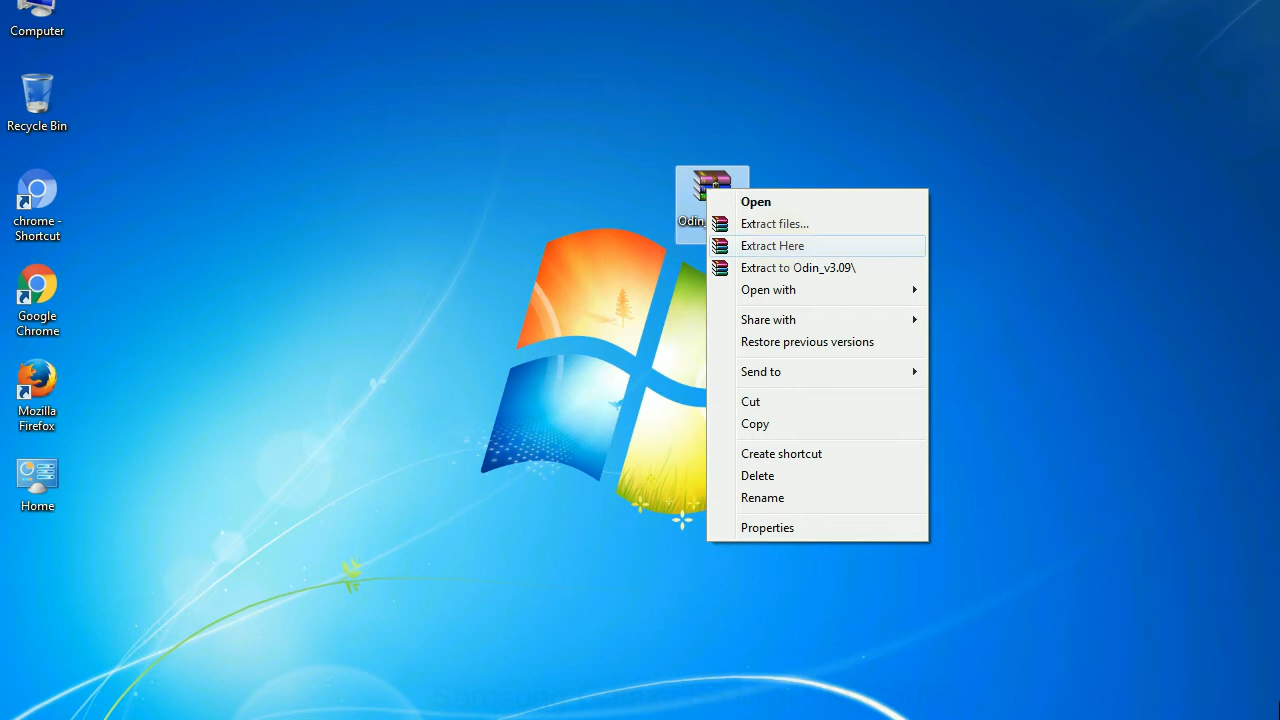 Computer
Recycle Bin
chrome -
Shortcut
Google
Chrome
Mozilla
Firefox
Home
Open
Extract files...
Extract Here
Extract to Odin_v3.09\
Open with
Share with
Restore previous versions
Send to
Cut
Copy
Create shortcut
Delete
Rename
Properties